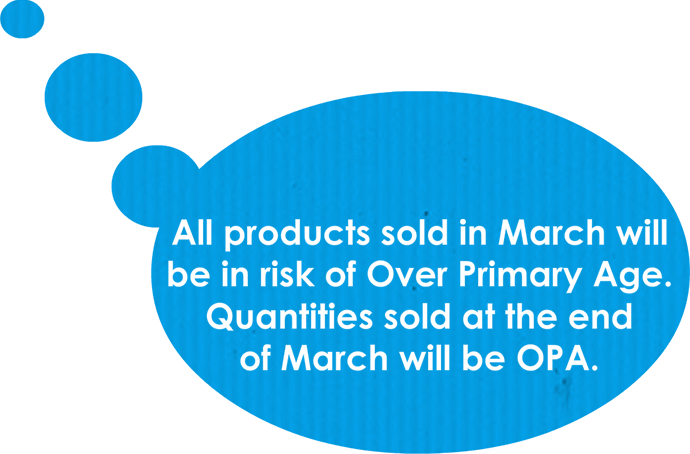 All products sold in March will
be in risk of Over Primary Age.
Quantities sold at the end
of March will be OPA.